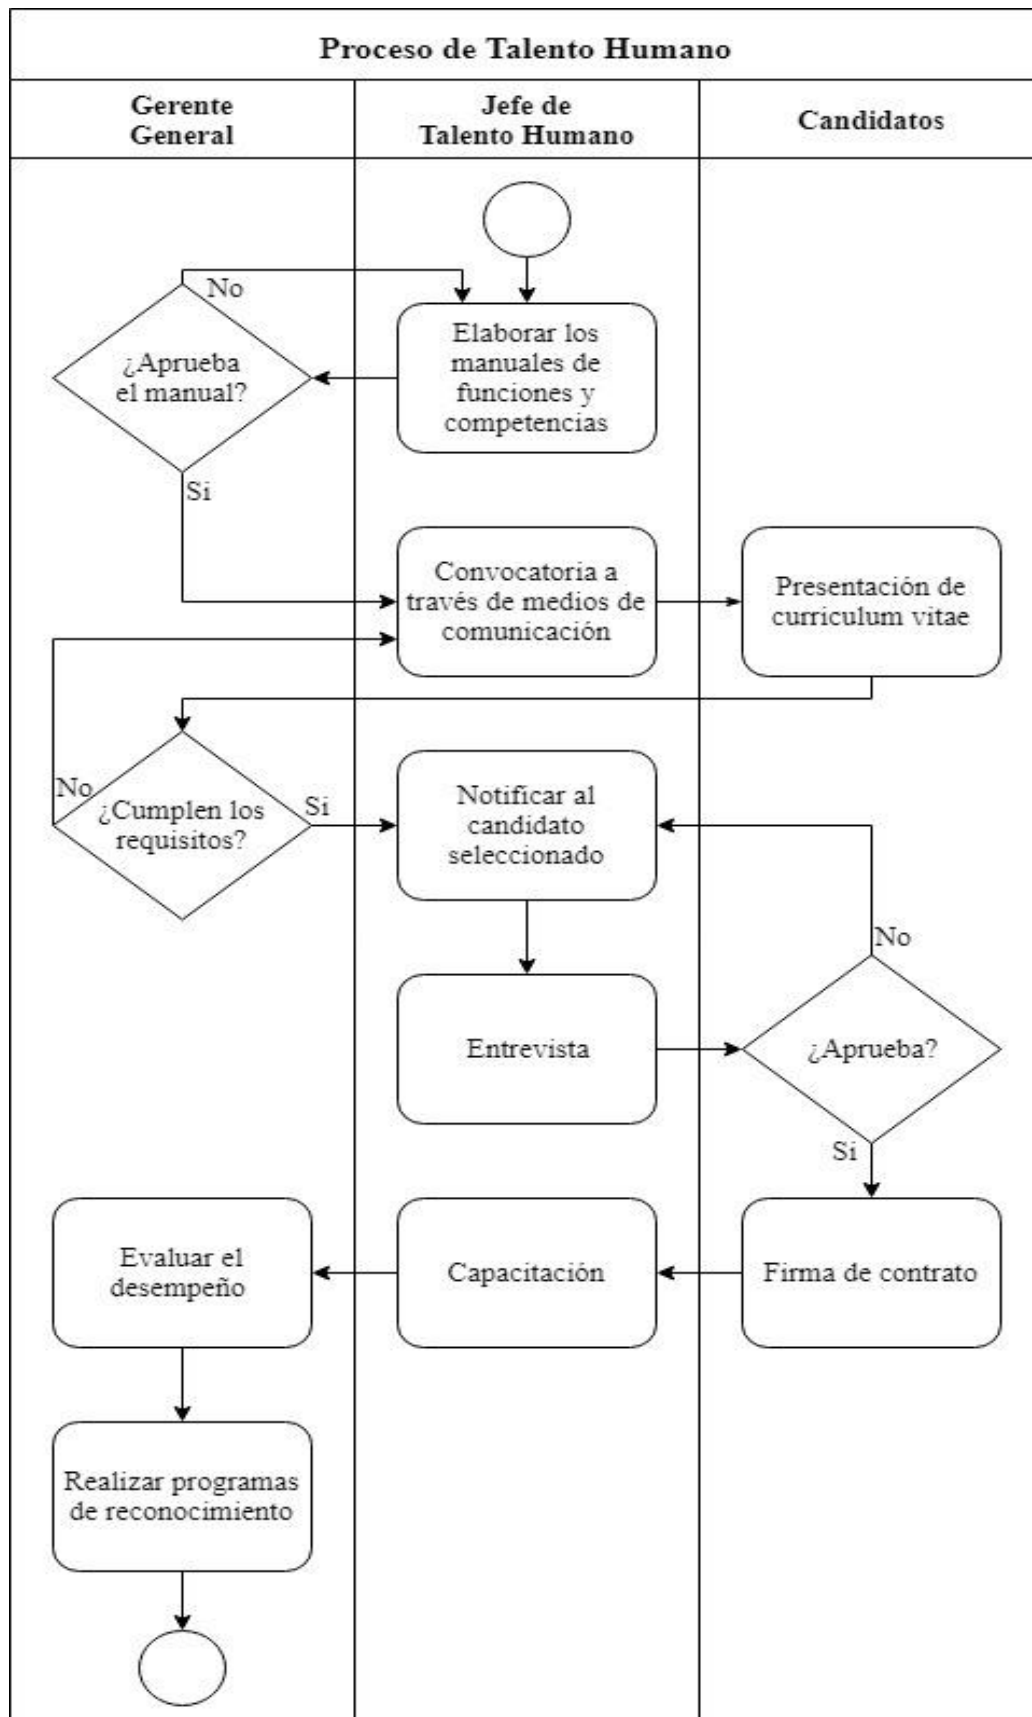 Proceso de Talento Humano
Gerente
General
Jefe de
Talento Humano
Candidatos
No
¿Aprueba
el manual?
Si
Elaborar los
manuales de
funciones y
competencias
Convocatoria a
través de medios de
comunicación
Presentación de
curriculum vitae
No
¿Cumplen los
requisitos?
Si
Notificar al
candidato
seleccionado
No
Entrevista
¿Aprueba?
Si
Evaluar el
desempeño
Capacitación
Firma de contrato
Realizar programas
de reconocimiento